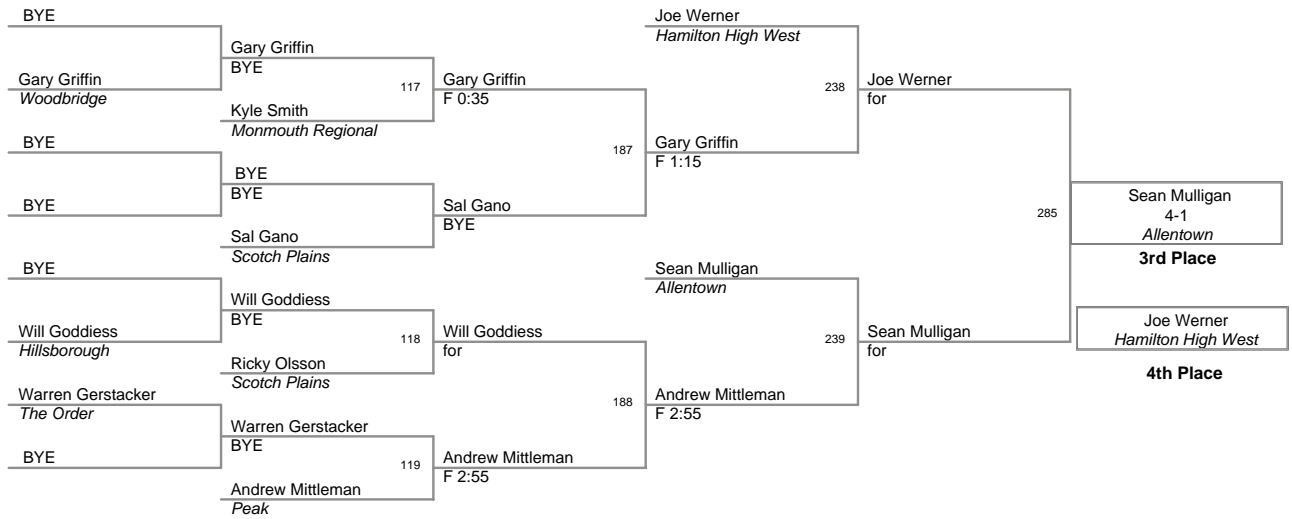 BYE
Gary Griffin
Woodbridge
BYE
BYE
BYE
Will Goddiess
Hillsborough
Warren Gerstacker
The Order
BYE
Gary Griffin
BYE
117
Kyle Smith
Monmouth Regional
BYE
BYE
Sal Gano
Scotch Plains
Will Goddiess
BYE
118
Ricky Olsson
Scotch Plains
Warren Gerstacker
BYE
119
Andrew Mittleman
Peak
Gary Griffin
F 0:35
187
Sal Gano
BYE
Will Goddiess
for
188
Andrew Mittleman
F 2:55
Joe Werner
Hamilton High West
238
Gary Griffin
F 1:15
Sean Mulligan
Allentown
239
Andrew Mittleman
F 2:55
Joe Werner
for
285
Sean Mulligan
for
Sean Mulligan
4-1
Allentown
3rd Place
Joe Werner
Hamilton High West
4th Place